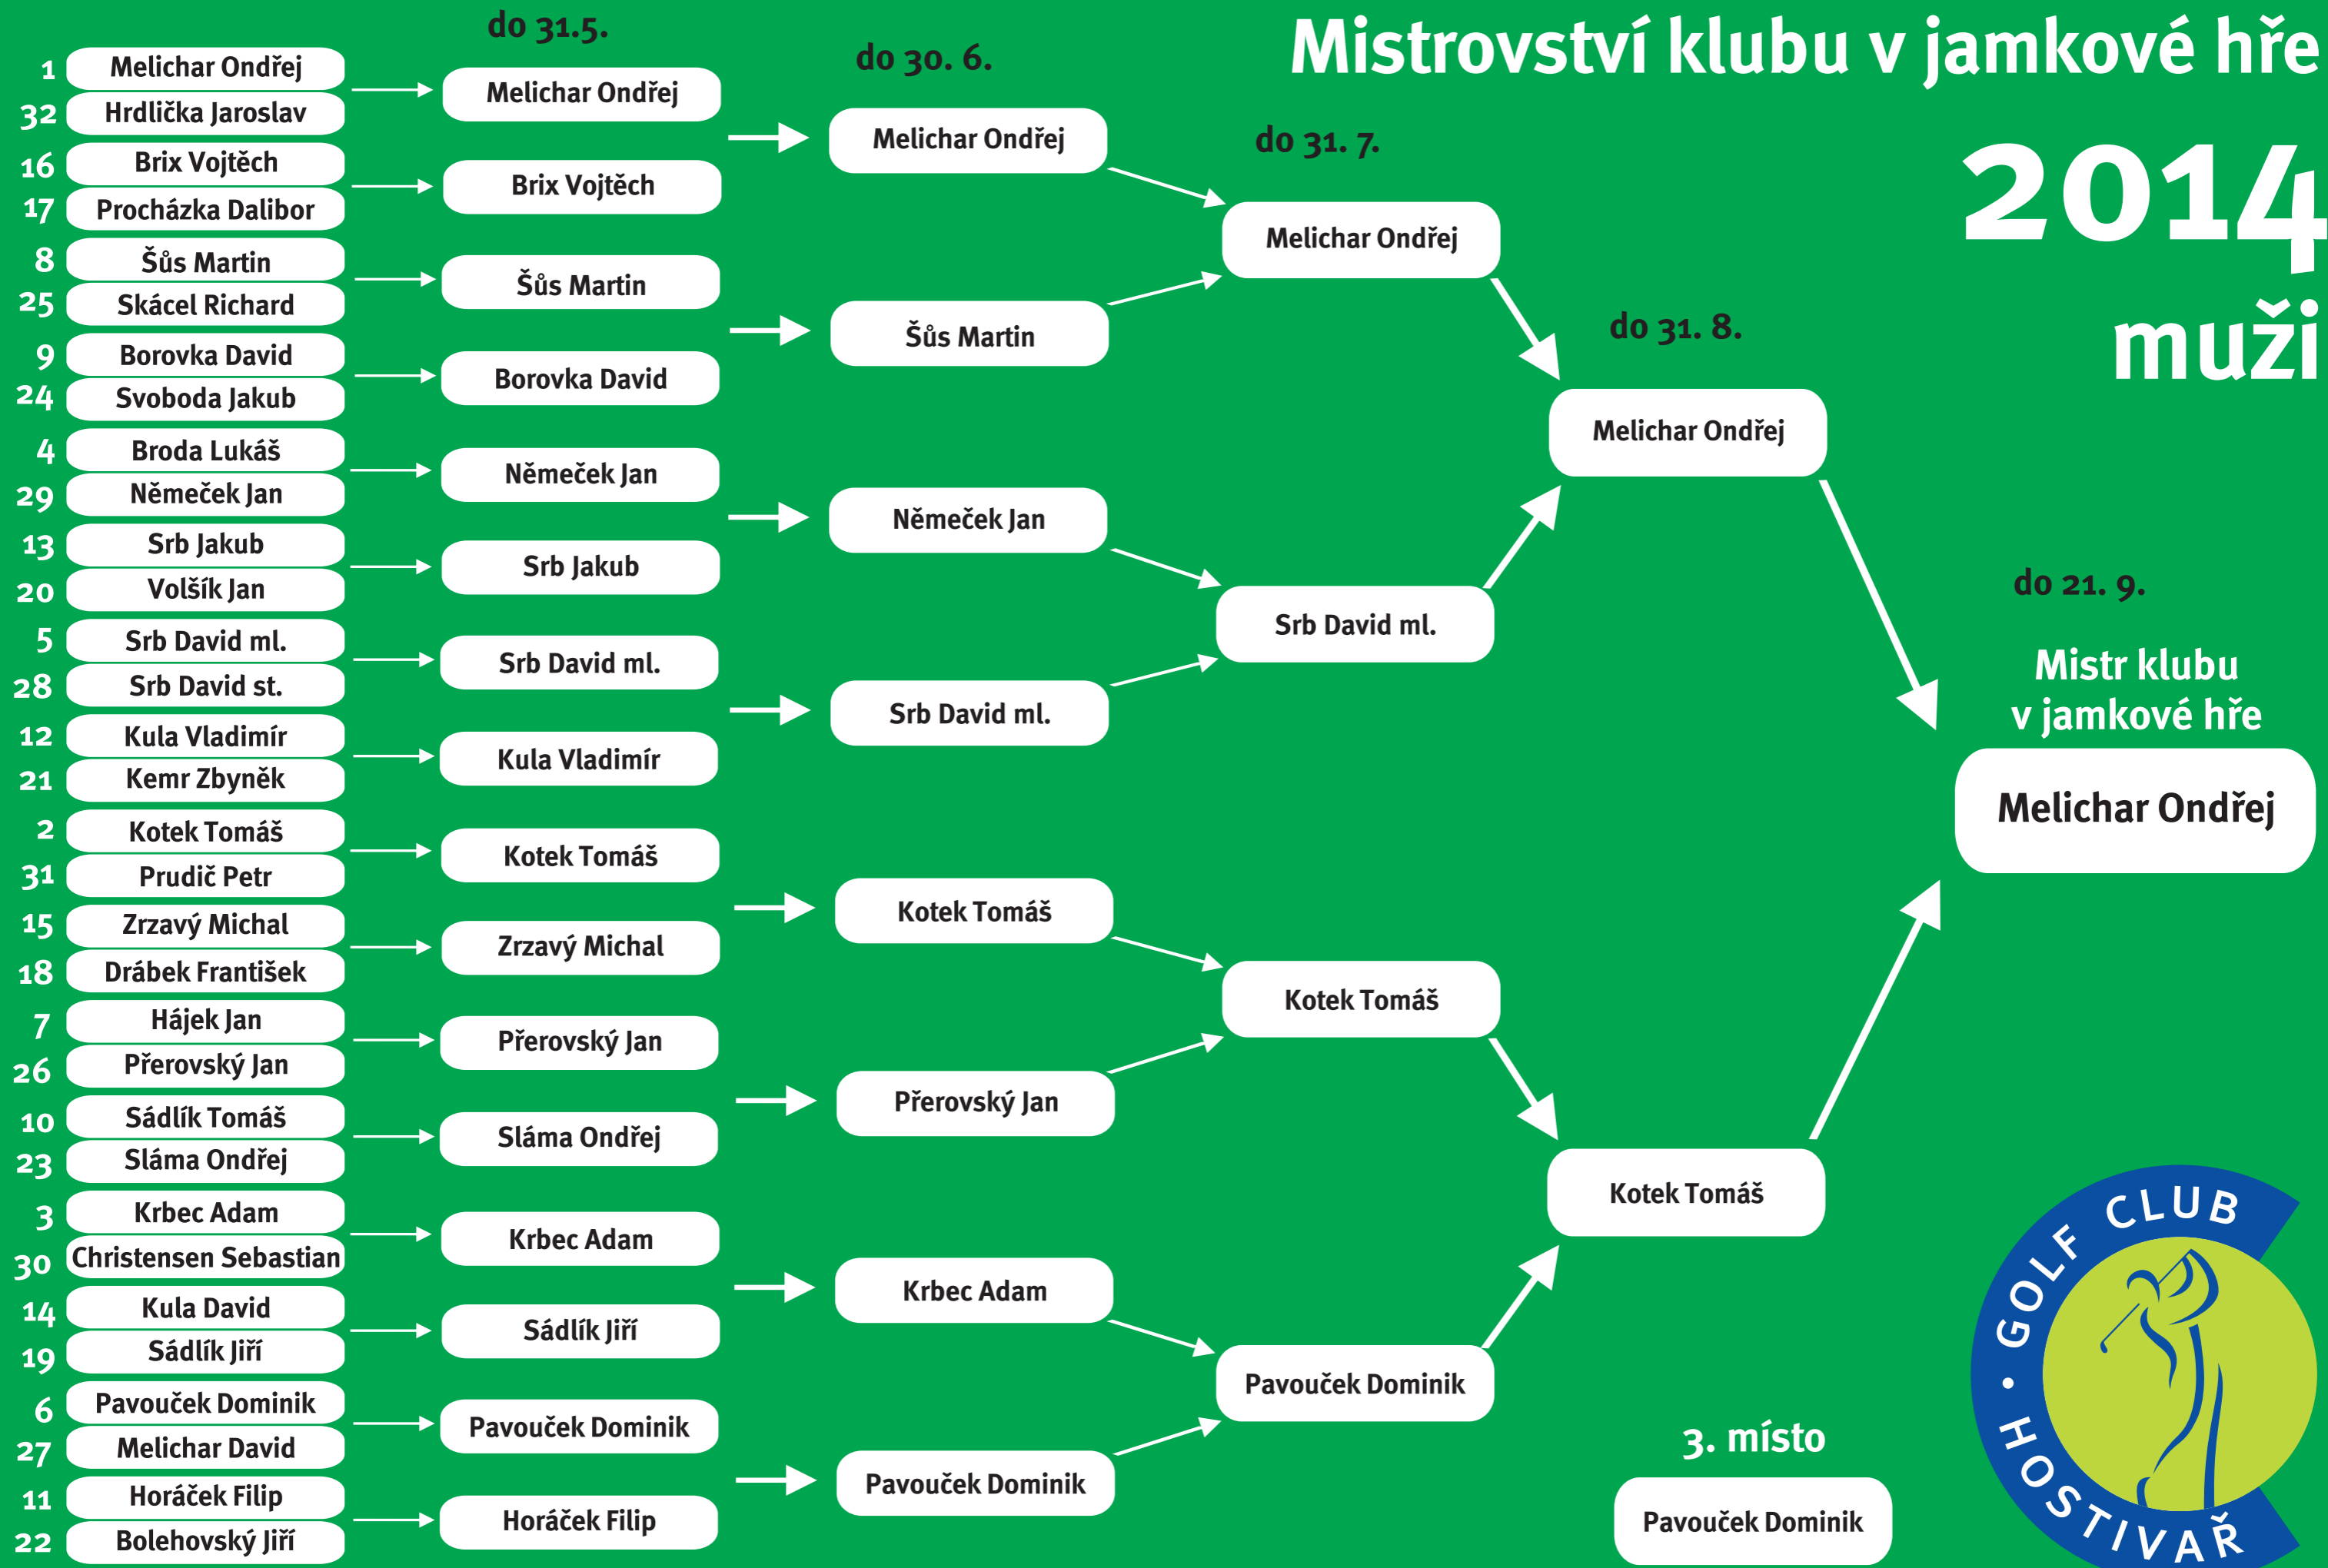 Mistrovství klubu v jamkové hře
2014
muži
1 Melichar Ondřej
32 Hrdlička Jaroslav
16 Brix Vojtěch
17 Procházka Dalibor
8 Šůs Martin
25 Skácel Richard
9 Borovka David
24 Svoboda Jakub
4 Broda Lukáš
29 Němeček Jan
13 Srb Jakub
20 Volšík Jan
5 Srb David ml.
28 Srb David st.
12 Kula Vladimír
21 Kemr Zbyněk
2 Kotek Tomáš
31 Prudič Petr
15 Zrzavý Michal
18 Drábek František
7 Hájek Jan
26 Přerovský Jan
10 Sádlík Tomáš
23 Sláma Ondřej
3 Krbec Adam
30 Christensen Sebastian
14 Kula David
19 Sádlík Jiří
6 Pavouček Dominik
27 Melichar David
11 Horáček Filip
22 Bolehovský Jiří
do 31.5.
Melichar Ondřej
Brix Vojtěch
Šůs Martin
Borovka David
Němeček Jan
Srb Jakub
Srb David ml.
Kula Vladimír
Kotek Tomáš
Zrzavý Michal
Přerovský Jan
Sláma Ondřej
Krbec Adam
Sádlík Jiří
Pavouček Dominik
Horáček Filip
do 30. 6.
Melichar Ondřej
Šůs Martin
Němeček Jan
Srb David ml.
Kotek Tomáš
Přerovský Jan
Krbec Adam
Pavouček Dominik
do 31. 7.
Melichar Ondřej
Srb David ml.
Kotek Tomáš
Pavouček Dominik
do 31. 8.
Melichar Ondřej
Kotek Tomáš
do 21. 9.
Mistr klubu
v jamkové hře
Melichar Ondřej
3. místo
Pavouček Dominik
GOLF CLUB
• HOSTIVAŘ